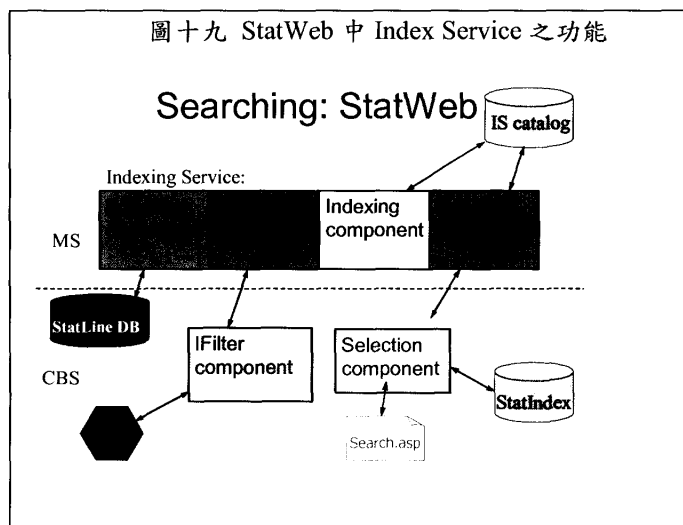 圖十九 StatWeb 中 Index Service 之功能
Searching: StatWeb
IS catalog
Indexing Service:
MS
Indexing
component
StatLine DB
IFilter
component
Selection
component
CBS
StatIndex
Search.asp